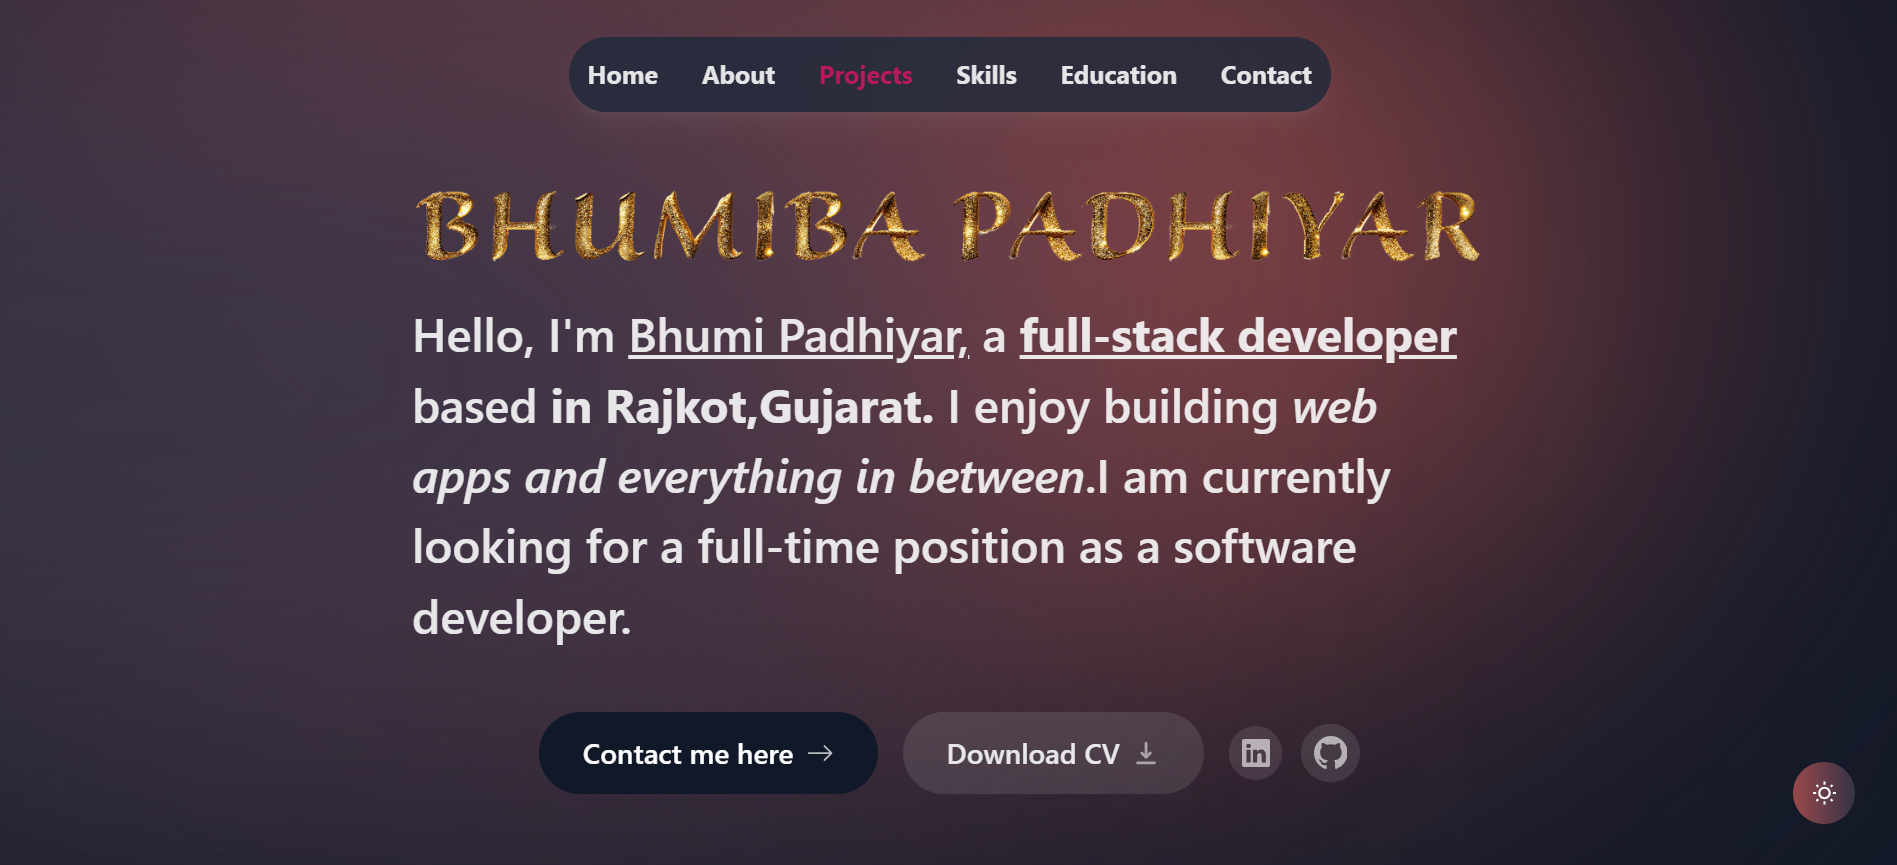 Home About Projects Skills Education Contact
BHUMIBA PADHIYAR
Hello, I'm Bhumi Padhiyar, a full-stack developer
based in Rajkot,Gujarat. I enjoy building web
apps and everything in between.I am currently
looking for a full-time position as a software
developer.
Contact me here Download CV in